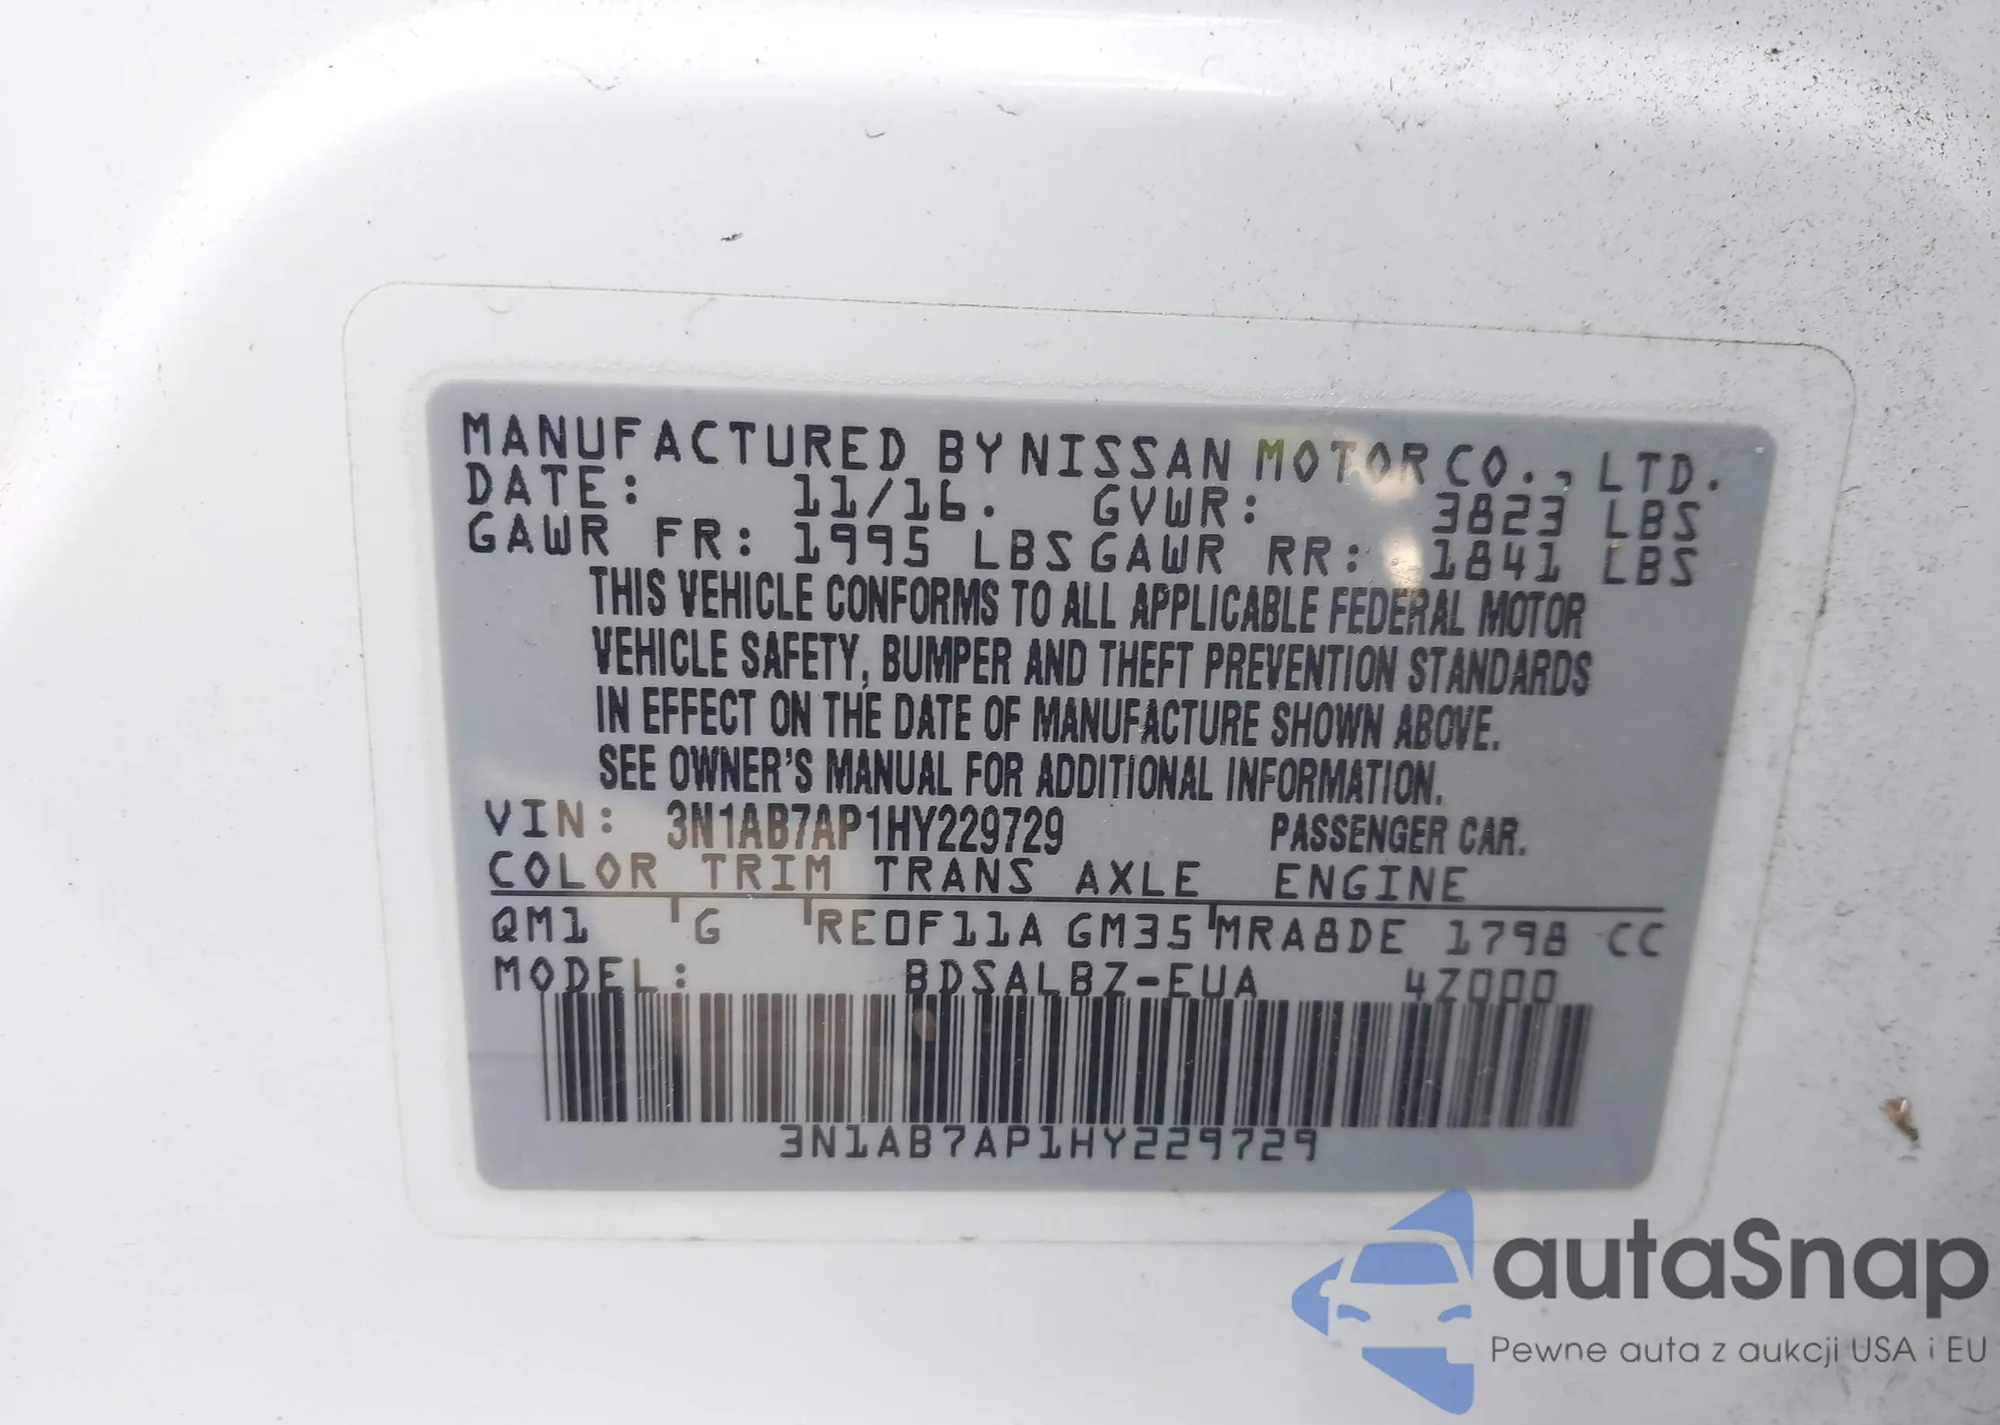 MANUFACTURED BY NISSAN MOTOR CO., LTD.
DATE: 11/16. GVWR: 3823 LBS
GAWR FR: 1995 LBS GAWR RR: 1841 LBS
THIS VEHICLE CONFORMS TO ALL APPLICABLE FEDERAL MOTOR
VEHICLE SAFETY, BUMPER AND THEFT PREVENTION STANDARDS
IN EFFECT ON THE DATE OF MANUFACTURE SHOWN ABOVE.
SEE OWNER'S MANUAL FOR ADDITIONAL INFORMATION.
VIN: 3N1AB7AP1HY229729 PASSENGER CAR.
COLOR TRIM TRANS AXLE ENGINE
QM1 G RE0F11A GM35 MRA8DE 1798 CC
MODEL: BDSALBZ-EUA 4Z000
3N1AB7AP1HY229729
autaSnap
Pewne auta z aukcji USA i EU